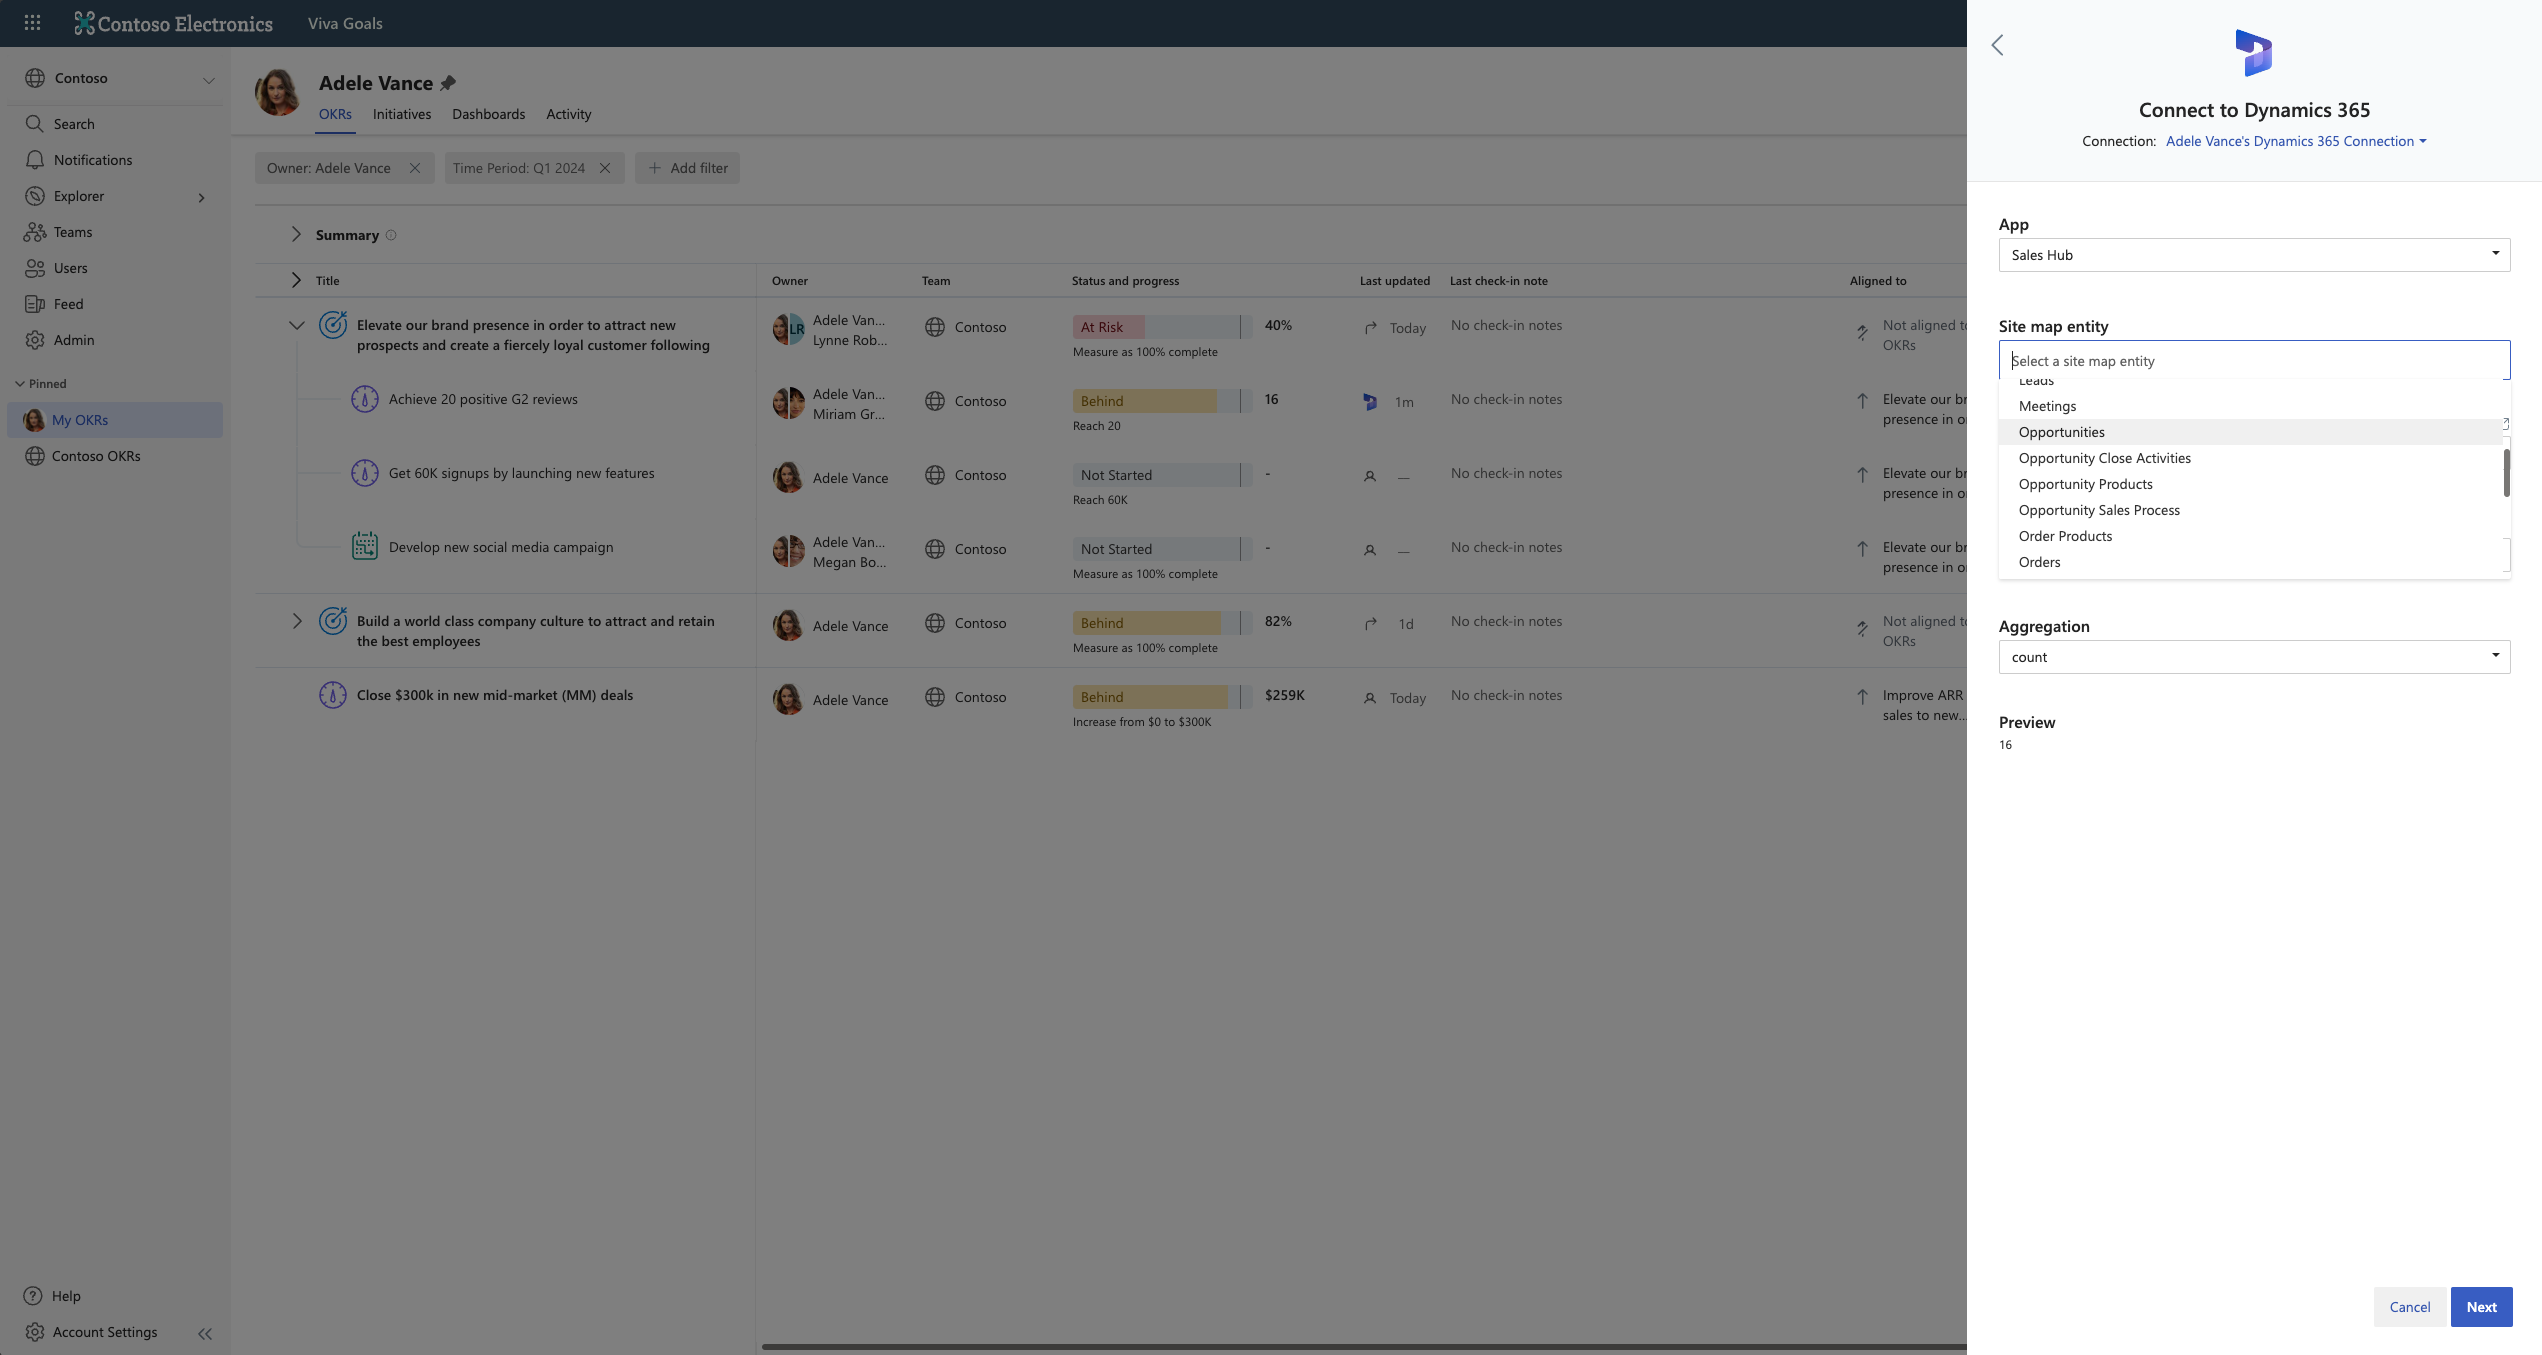 Contoso Electronics
Viva Goals
Contoso
Search
Notifications
Explorer
Teams
Users
Feed
Admin
Pinned
My OKRs
Contoso OKRs
Help
Account Settings
Adele Vance
OKRs Initiatives Dashboards Activity
Owner: Adele Vance
Time Period: Q1 2024
Add filter
Summary
Title Owner Team Status and progress Last updated Last check-in note Aligned to
Elevate our brand presence in order to attract new
prospects and create a fiercely loyal customer following
LR
Adele Van...
Lynne Rob...
Contoso
At Risk
40%
Measure as 100% complete
Today
No check-in notes
Not aligned to
OKRs
Achieve 20 positive G2 reviews
Adele Van...
Miriam Gr...
Contoso
Behind
16
Reach 20
1m
No check-in notes
Elevate our br
presence in o
Get 60K signups by launching new features
Adele Vance
Contoso
Not Started
-
Reach 60K
—
No check-in notes
Elevate our br
presence in o
Develop new social media campaign
Adele Van...
Megan Bo...
Contoso
Not Started
-
Measure as 100% complete
—
No check-in notes
Elevate our br
presence in o
Build a world class company culture to attract and retain
the best employees
Adele Vance
Contoso
Behind
82%
Measure as 100% complete
1d
No check-in notes
Not aligned to
OKRs
Close $300k in new mid-market (MM) deals
Adele Vance
Contoso
Behind
$259K
Increase from $0 to $300K
Today
No check-in notes
Improve ARR
sales to new...
Connect to Dynamics 365
Connection: Adele Vance's Dynamics 365 Connection
App
Sales Hub
Site map entity
Select a site map entity
Leads
Meetings
Opportunities
Opportunity Close Activities
Opportunity Products
Opportunity Sales Process
Order Products
Orders
Aggregation
count
Preview
16
Cancel
Next